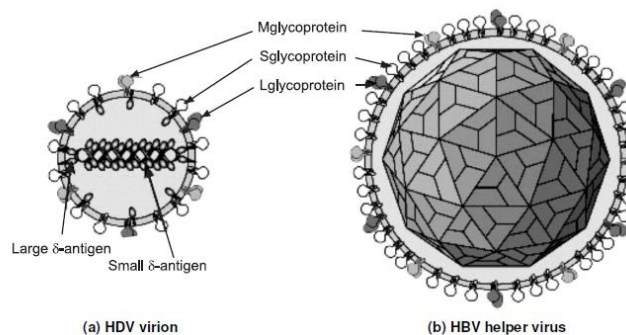 Mglycoprotein
Sglycoprotein
Lglycoprotein
Large δ-antigen
Small δ-antigen
(a) HDV virion
(b) HBV helper virus